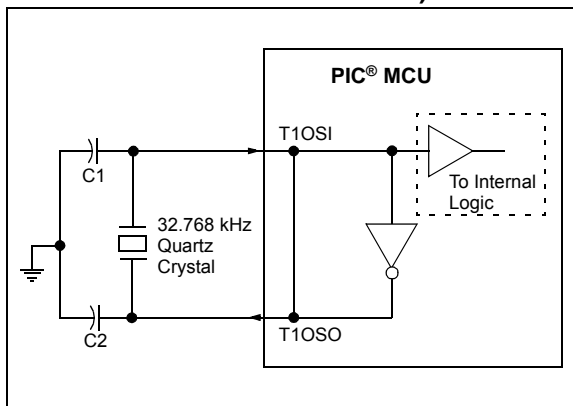 PIC® MCU
T1OSI
C1
To Internal
Logic
32.768 kHz
Quartz
Crystal
C2
T1OSO